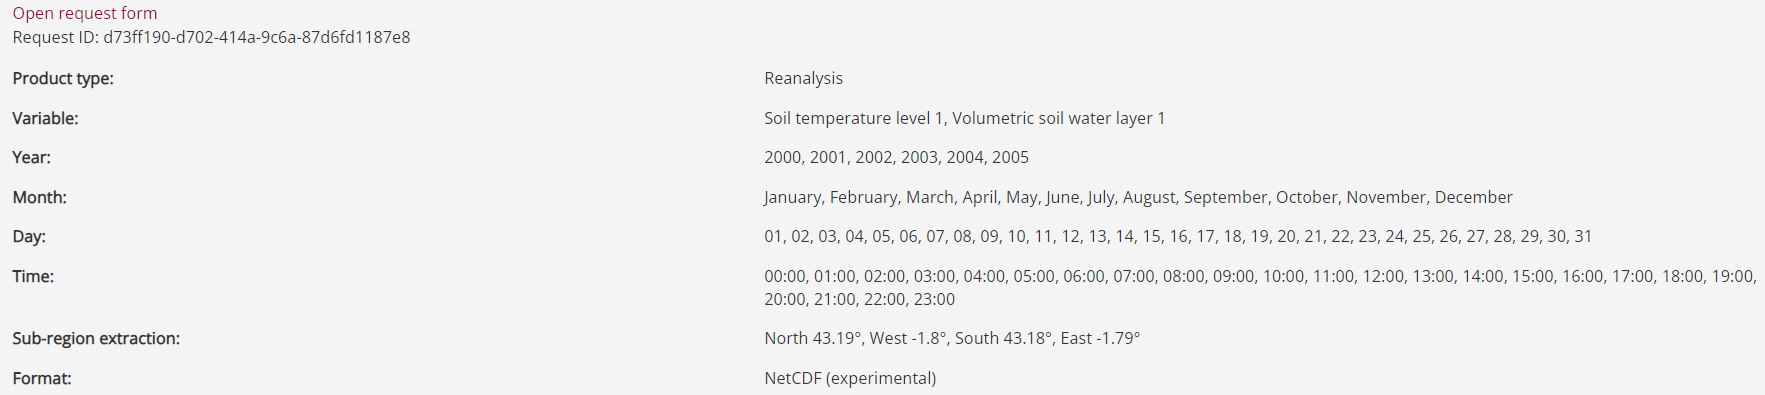 Open request form
Request ID: d73ff190-d702-414a-9c6a-87d6fd1187e8
Product type: Reanalysis
Variable: Soil temperature level 1, Volumetric soil water layer 1
Year: 2000, 2001, 2002, 2003, 2004, 2005
Month: January, February, March, April, May, June, July, August, September, October, November, December
Day: 01, 02, 03, 04, 05, 06, 07, 08, 09, 10, 11, 12, 13, 14, 15, 16, 17, 18, 19, 20, 21, 22, 23, 24, 25, 26, 27, 28, 29, 30, 31
Time: 00:00, 01:00, 02:00, 03:00, 04:00, 05:00, 06:00, 07:00, 08:00, 09:00, 10:00, 11:00, 12:00, 13:00, 14:00, 15:00, 16:00, 17:00, 18:00, 19:00,
20:00, 21:00, 22:00, 23:00
Sub-region extraction: North 43.19°, West -1.8°, South 43.18°, East -1.79°
Format: NetCDF (experimental)